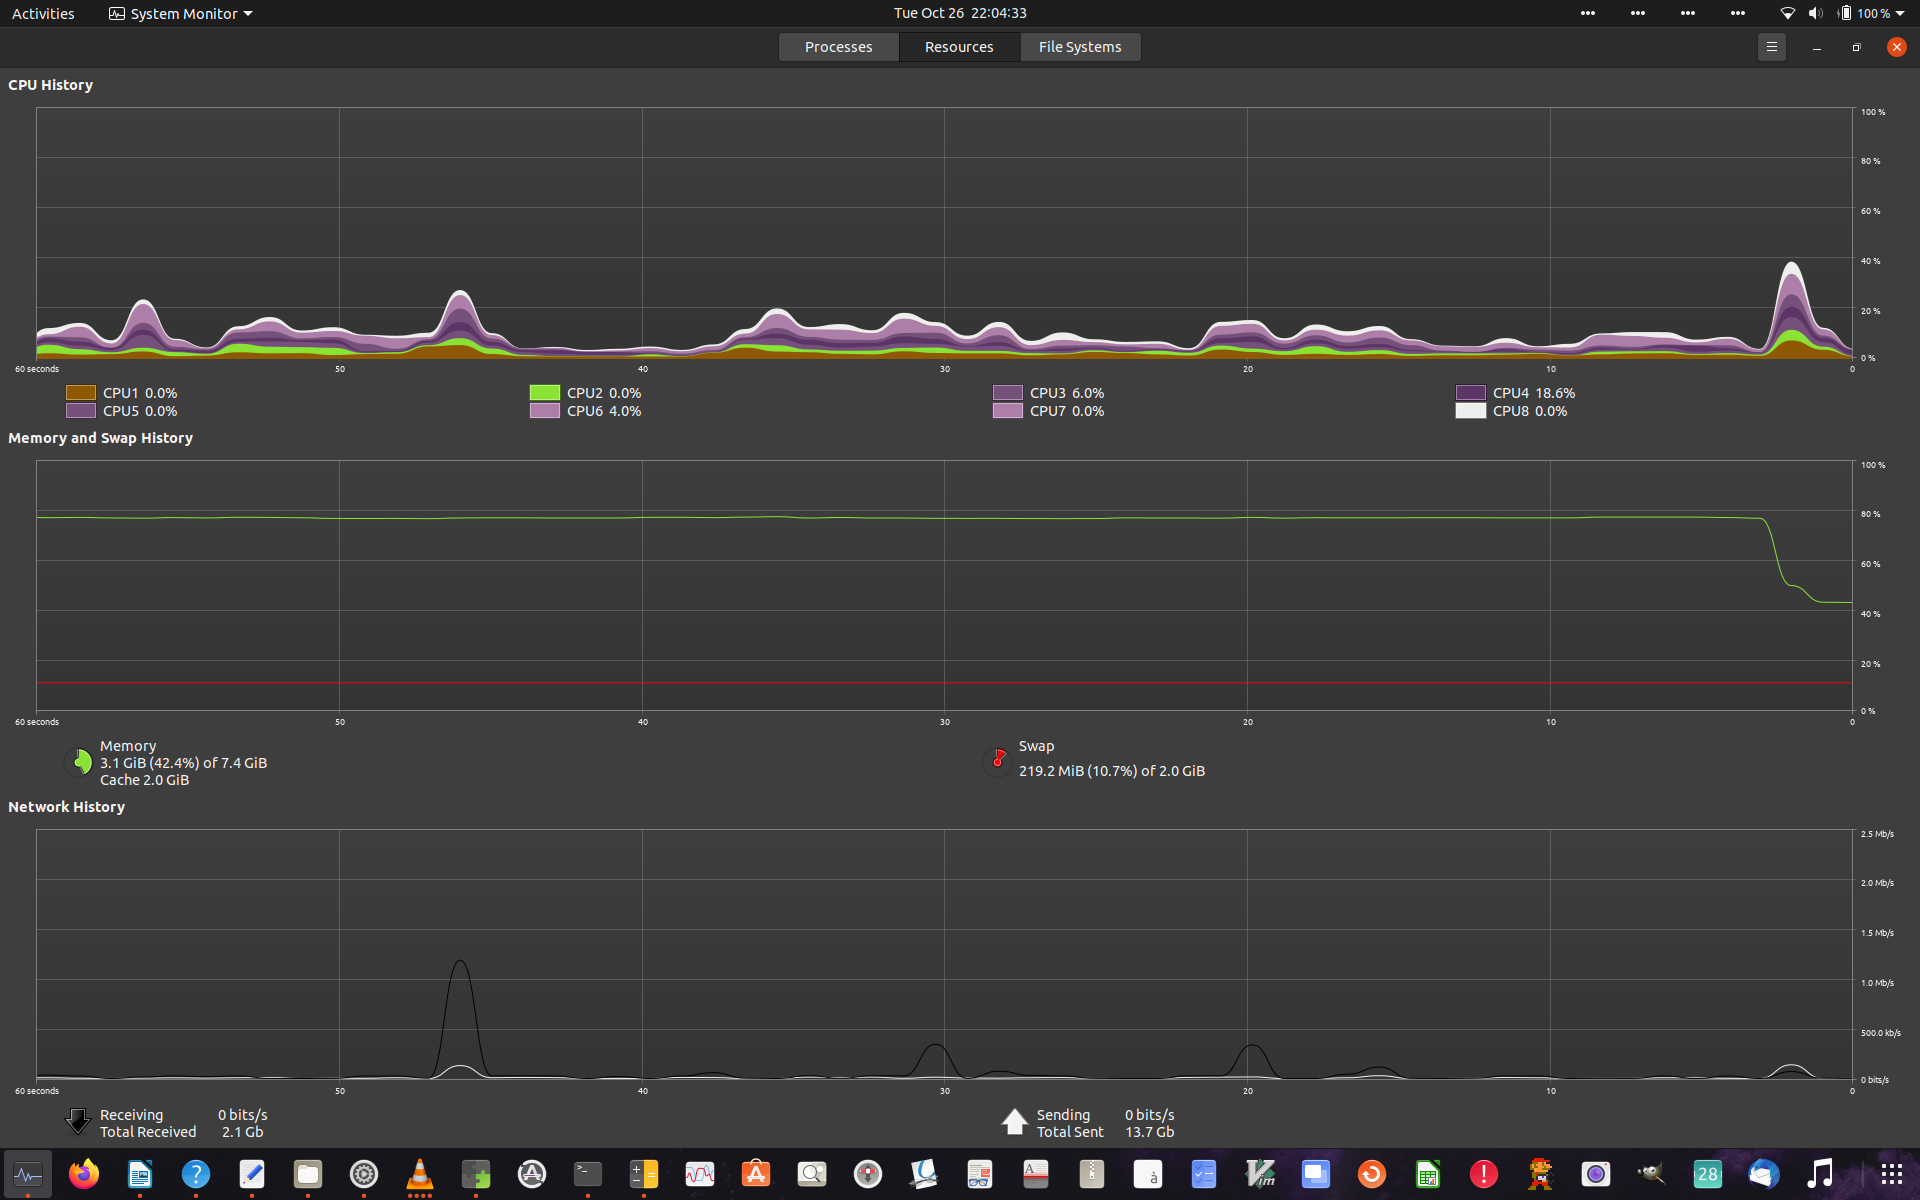 Activities System Monitor Tue Oct 26 22:04:33 100 %
Processes Resources File Systems
CPU History
100 %
80 %
60 %
40 %
20 %
0 %
60 seconds 50 40 30 20 10 0
CPU1 0.0% CPU2 0.0% CPU3 6.0% CPU4 18.6%
CPU5 0.0% CPU6 4.0% CPU7 0.0% CPU8 0.0%
Memory and Swap History
100 %
80 %
60 %
40 %
20 %
0 %
60 seconds 50 40 30 20 10 0
Memory
3.1 GiB (42.4%) of 7.4 GiB
Cache 2.0 GiB
Swap
219.2 MiB (10.7%) of 2.0 GiB
Network History
2.5 Mb/s
2.0 Mb/s
1.5 Mb/s
1.0 Mb/s
500.0 kb/s
0 bits/s
60 seconds 50 40 30 20 10 0
Receiving 0 bits/s
Total Received 2.1 Gb
Sending 0 bits/s
Total Sent 13.7 Gb
28